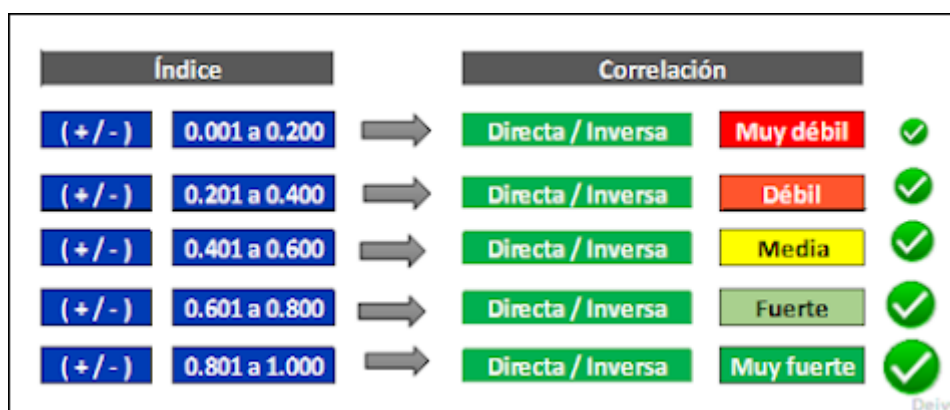 Índice Correlación
(+/-) 0.001 a 0.200 Directa / Inversa Muy débil
(+/-) 0.201 a 0.400 Directa / Inversa Débil
(+/-) 0.401 a 0.600 Directa / Inversa Media
(+/-) 0.601 a 0.800 Directa / Inversa Fuerte
(+/-) 0.801 a 1.000 Directa / Inversa Muy fuerte